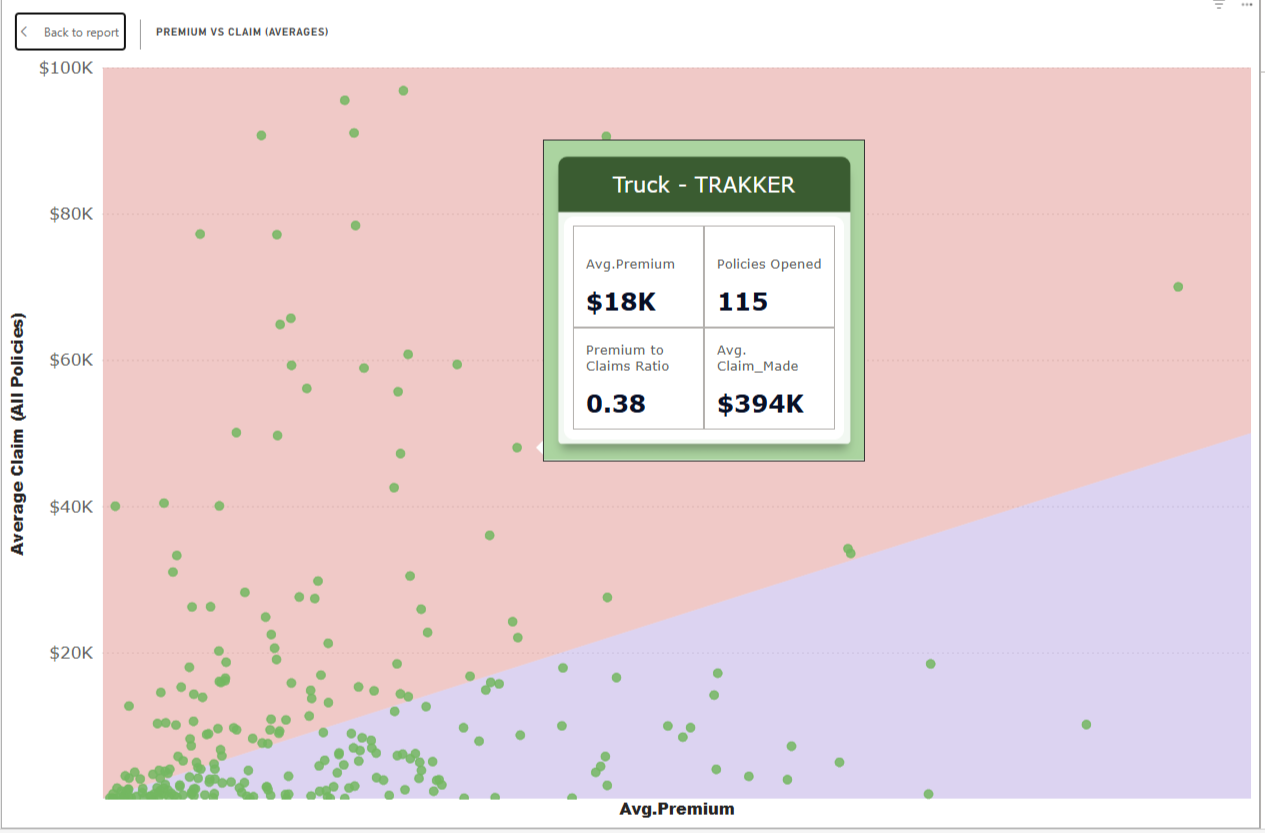 Back to report
PREMIUM VS CLAIM (AVERAGES)
$100K
$80K
$60K
$40K
$20K
Average Claim (All Policies)
Avg.Premium
Truck - TRAKKER
Avg.Premium
$18K
Policies Opened
115
Premium to
Claims Ratio
0.38
Avg.
Claim_Made
$394K